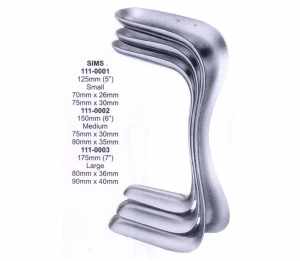 SIMS
111-0001
125mm (5")
Small
70mm x 26mm
75mm x 30mm
111-0002
150mm (6")
Medium
75mm x 30mm
80mm x 35mm
111-0003
175mm (7")
Large
80mm x 36mm
90mm x 40mm